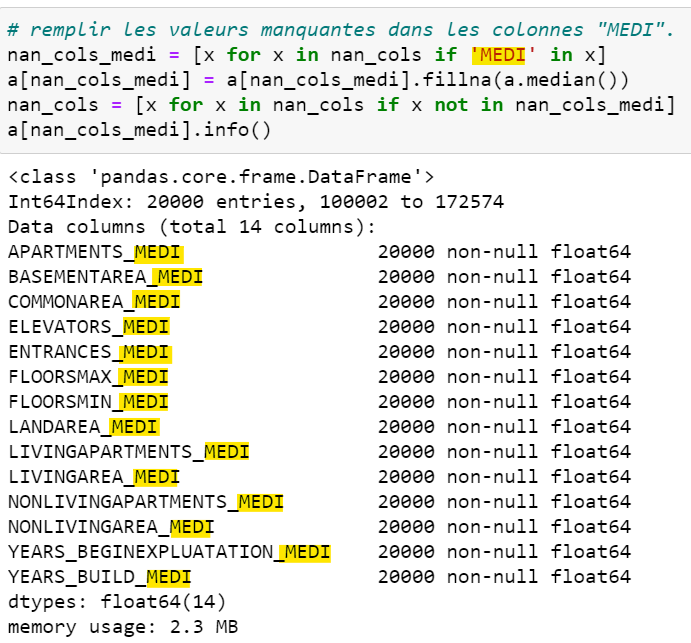 # remplir les valeurs manquantes dans les colonnes "MEDI".
nan_cols_medi = [x for x in nan_cols if 'MEDI' in x]
a[nan_cols_medi] = a[nan_cols_medi].fillna(a.median())
nan_cols = [x for x in nan_cols if x not in nan_cols_medi]
a[nan_cols_medi].info()
<class 'pandas.core.frame.DataFrame'>
Int64Index: 20000 entries, 100002 to 172574
Data columns (total 14 columns):
APARTMENTS_MEDI                 20000 non-null float64
BASEMENTAREA_MEDI               20000 non-null float64
COMMONAREA_MEDI                 20000 non-null float64
ELEVATORS_MEDI                  20000 non-null float64
ENTRANCES_MEDI                  20000 non-null float64
FLOORSMAX_MEDI                  20000 non-null float64
FLOORSMIN_MEDI                  20000 non-null float64
LANDAREA_MEDI                   20000 non-null float64
LIVINGAPARTMENTS_MEDI           20000 non-null float64
LIVINGAREA_MEDI                 20000 non-null float64
NONLIVINGAPARTMENTS_MEDI        20000 non-null float64
NONLIVINGAREA_MEDI              20000 non-null float64
YEARS_BEGINEXPLUATATION_MEDI    20000 non-null float64
YEARS_BUILD_MEDI                20000 non-null float64
dtypes: float64(14)
memory usage: 2.3 MB